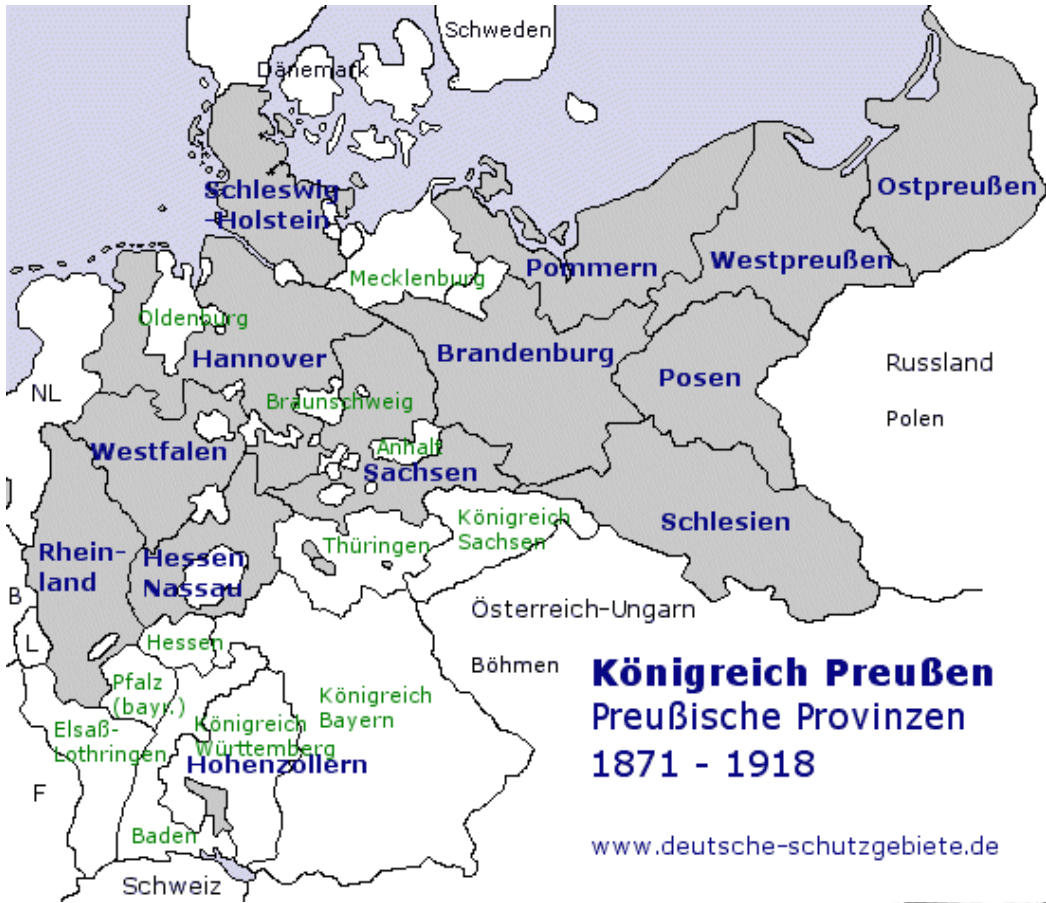 Schweden
Dänemark
Schleswig
-Holstein
Ostpreußen
Westpreußen
Pommern
Mecklenburg
Oldenburg
Hannover
Brandenburg
Posen
Russland
Polen
NL
Braunschweig
Westfalen
Anhalt
Sachsen
Königreich
Sachsen
Schlesien
Thüringen
Rhein-
land
Hessen
Nassau
B
L
Österreich-Ungarn
Böhmen
Hessen
Pfalz
(bayr.)
Königreich
Bayern
Elsaß-
Lothringen
Königreich
Württemberg
Hohenzollern
F
Baden
Schweiz
Königreich Preußen
Preußische Provinzen
1871 - 1918
www.deutsche-schutzgebiete.de